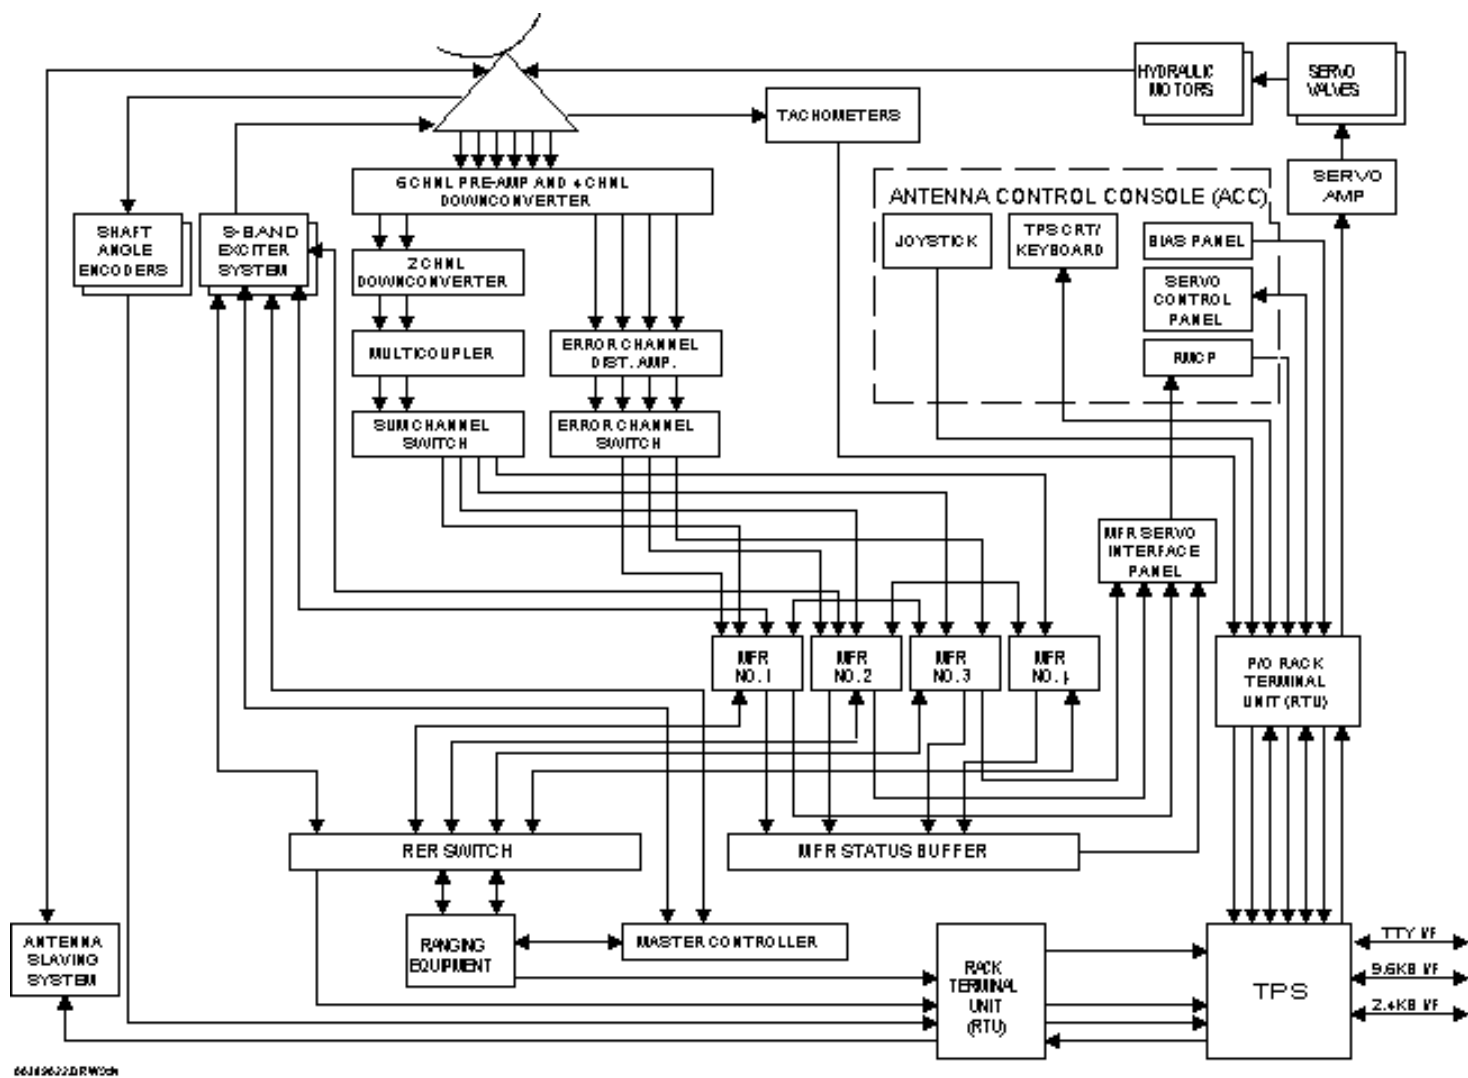 HYDRAULIC
MOTORS
SERVO
VALVES
TACHOMETERS
SERVO
AMP
6 CHNL PRE-AMP AND 4 CHNL
DOWNCONVERTER
ANTENNA CONTROL CONSOLE (ACC)
SHAFT
ANGLE
ENCODERS
S-BAND
EXCITER
SYSTEM
JOYSTICK
TPS CRT/
KEYBOARD
BIAS PANEL
2 CHNL
DOWNCONVERTER
SERVO
CONTROL
PANEL
MULTICOUPLER
ERROR CHANNEL
DIST. AMP.
RMCP
SUM CHANNEL
SWITCH
ERROR CHANNEL
SWITCH
MFR SERVO
INTERFACE
PANEL
MFR
NO. 1
MFR
NO. 2
MFR
NO. 3
MFR
NO. 4
P/O RACK
TERMINAL
UNIT (RTU)
RER SWITCH
MFR STATUS BUFFER
ANTENNA
SLAVING
SYSTEM
RANGING
EQUIPMENT
MASTER CONTROLLER
RACK
TERMINAL
UNIT
(RTU)
TPS
TTY I/F
9.6KB I/F
2.4KB I/F